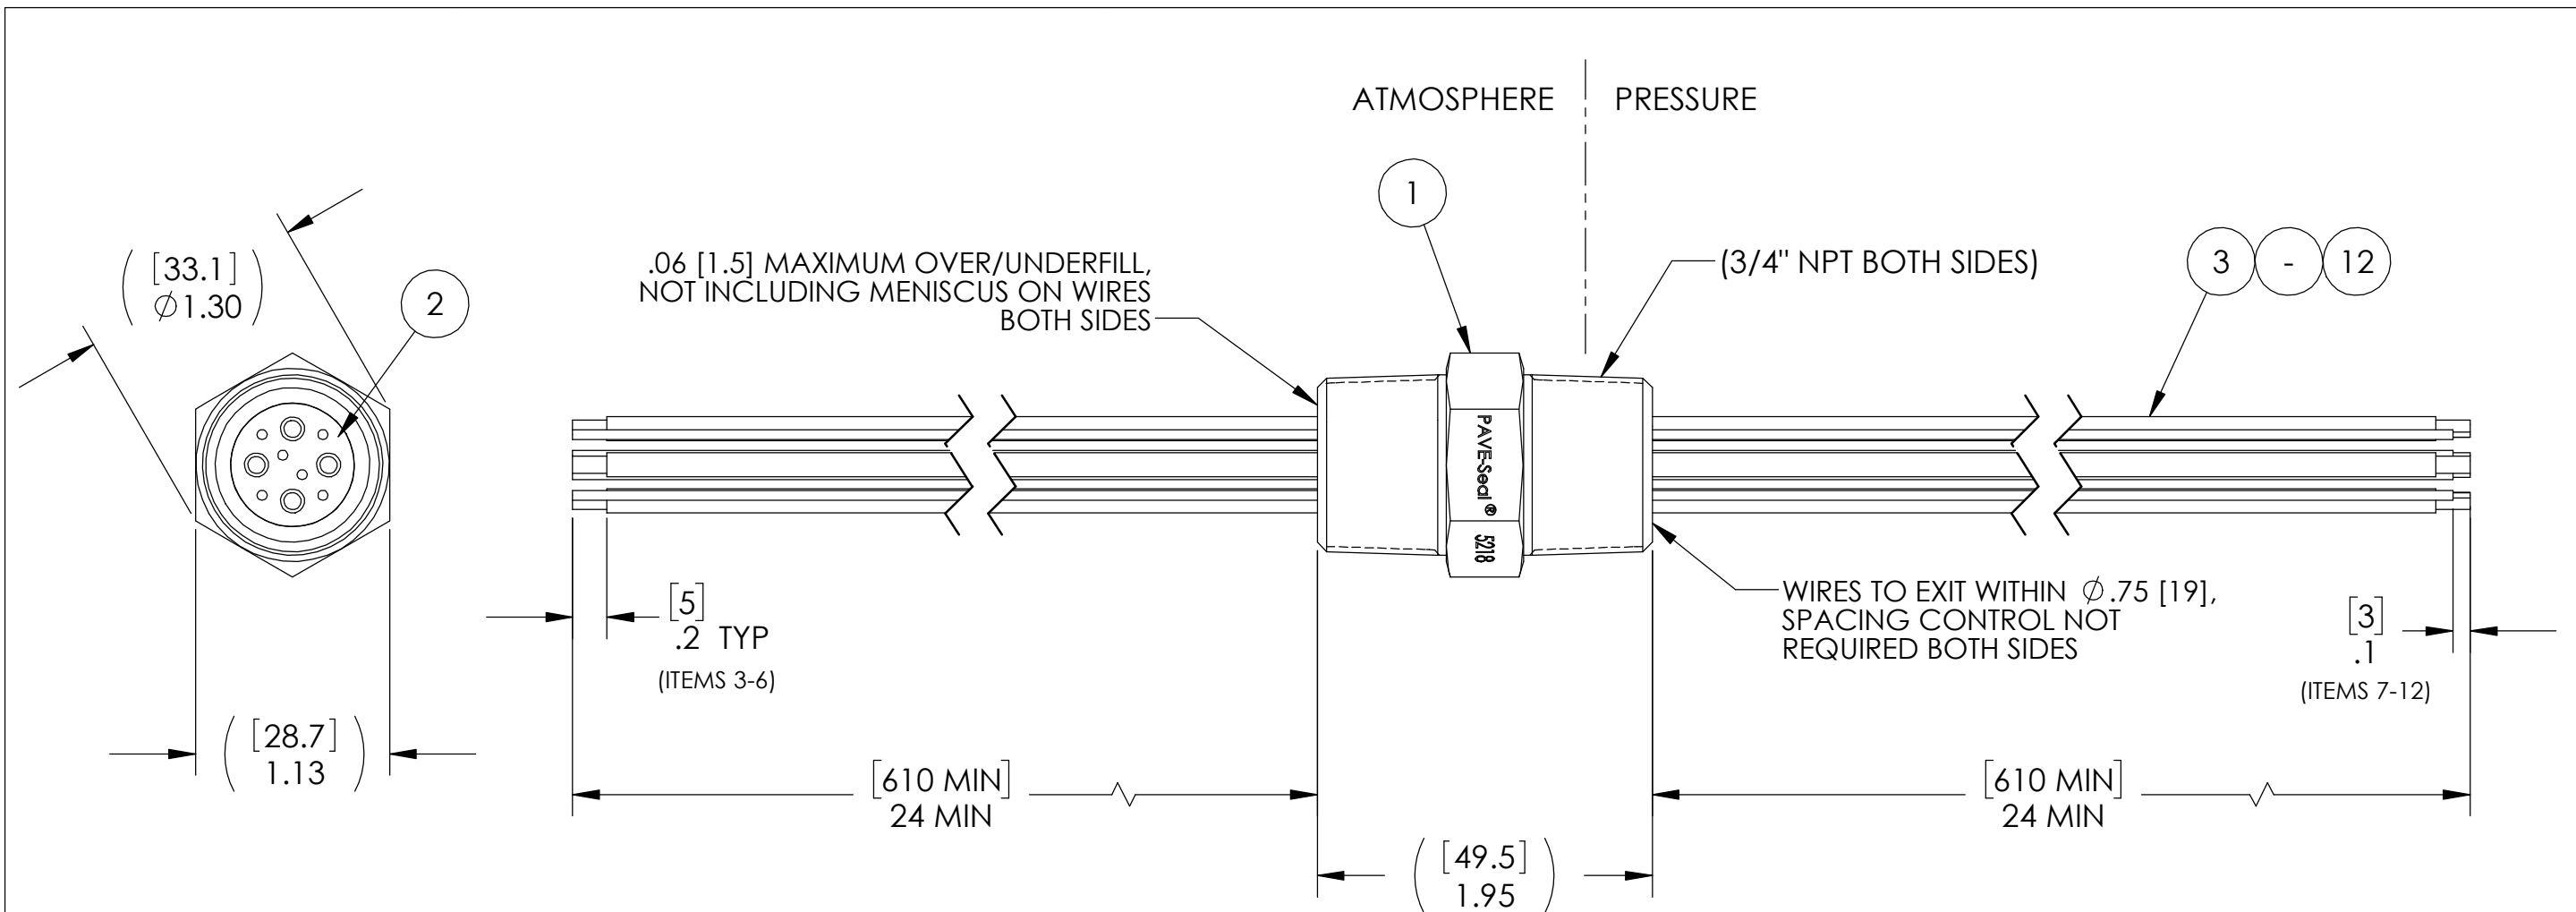 ATMOSPHERE
PRESSURE
1
.06 [1.5] MAXIMUM OVER/UNDERFILL,
NOT INCLUDING MENISCUS ON WIRES
BOTH SIDES
(3/4" NPT BOTH SIDES)
3 - 12
([33.1]
∅1.30)
2
PAVE-Seal®
5218
WIRES TO EXIT WITHIN ∅.75 [19],
SPACING CONTROL NOT
REQUIRED BOTH SIDES
[5]
.2 TYP
(ITEMS 3-6)
[3]
.1
(ITEMS 7-12)
([28.7]
1.13)
[610 MIN]
24 MIN
[610 MIN]
24 MIN
([49.5]
1.95)